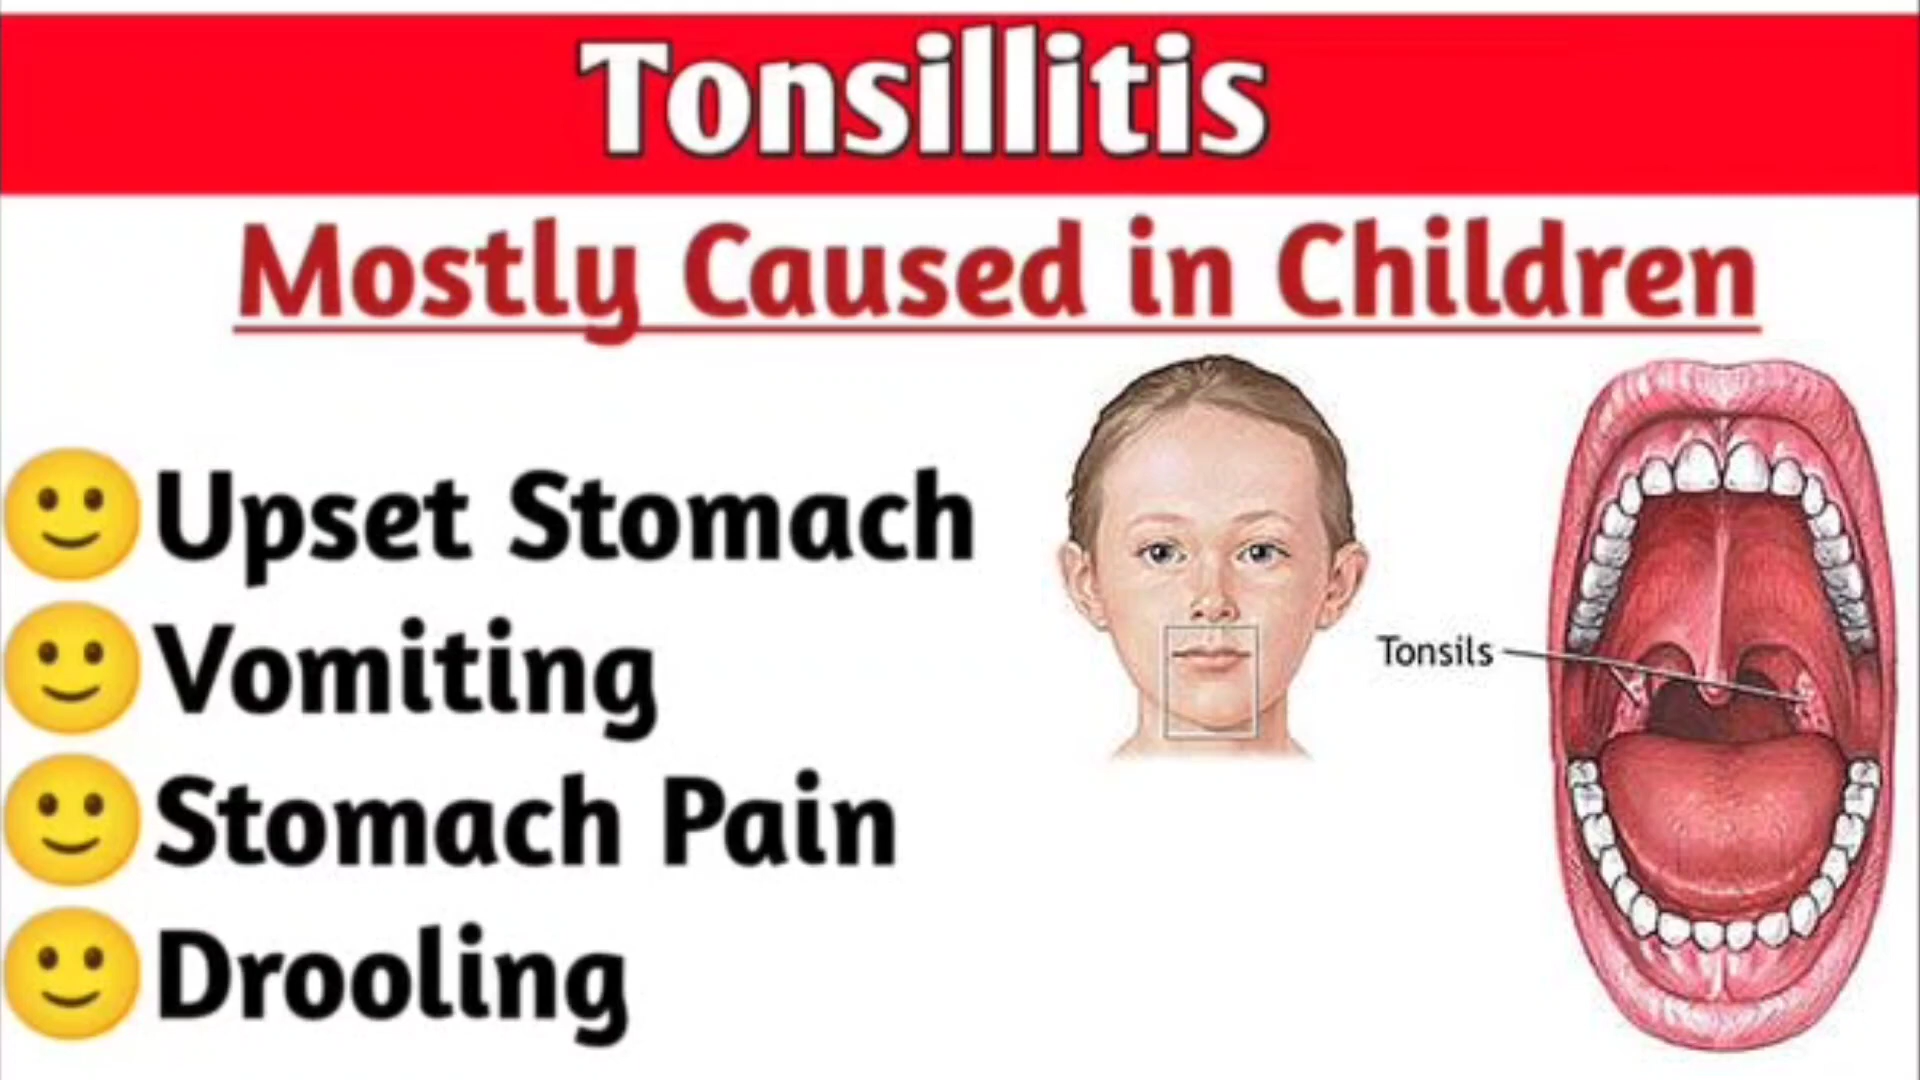 Tonsillitis
Mostly Caused in Children
Upset Stomach
Vomiting
Stomach Pain
Drooling
Tonsils